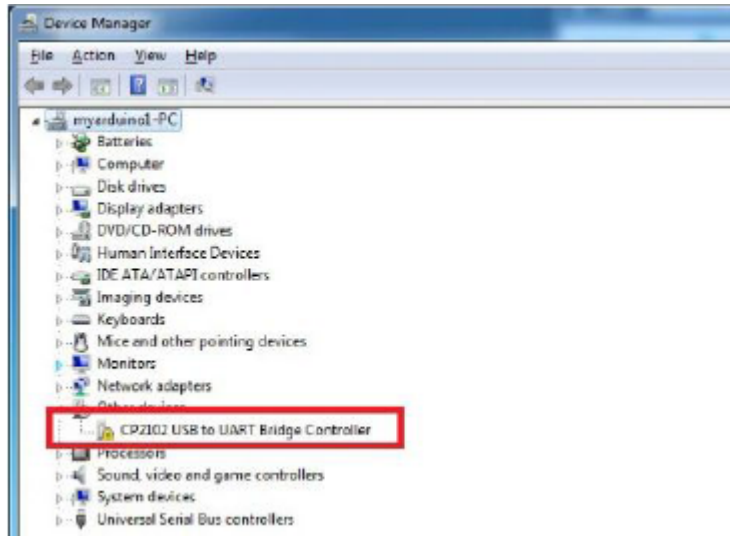 Device Manager
File Action View Help
myarduino1-PC
Batteries
Computer
Disk drives
Display adapters
DVD/CD-ROM drives
Human Interface Devices
IDE ATA/ATAPI controllers
Imaging devices
Keyboards
Mice and other pointing devices
Monitors
Network adapters
Other devices
CP2102 USB to UART Bridge Controller
Processors
Sound, video and game controllers
System devices
Universal Serial Bus controllers